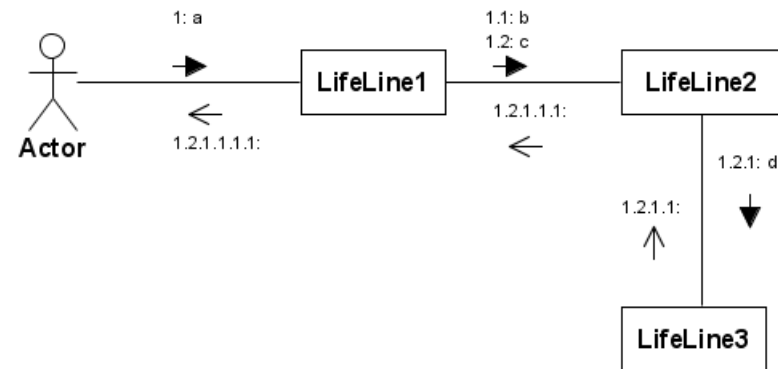 1: a
1.1: b
1.2: c
LifeLine1
LifeLine2
1.2.1.1.1:
1.2.1.1.1.1:
Actor
1.2.1: d
1.2.1.1:
LifeLine3